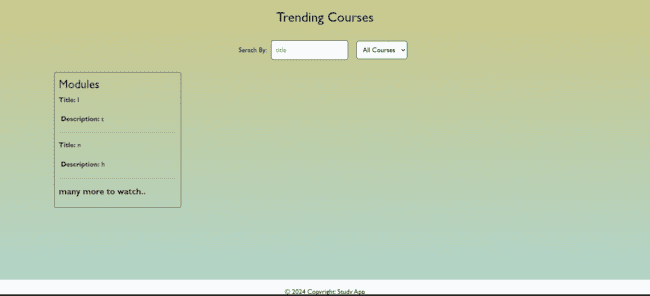 Trending Courses
Serach By: title All Courses
Modules
Title: l
Description: t
Title: n
Description: h
many more to watch..
© 2024 Copyright: Study App